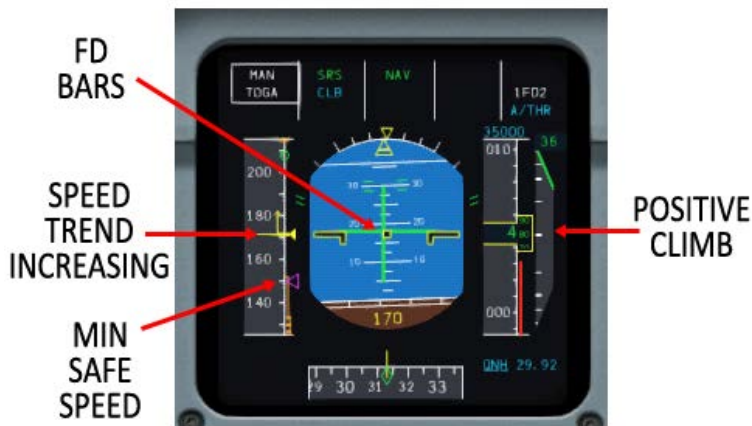 FD
BARS
SPEED
TREND
INCREASING
MIN
SAFE
SPEED
POSITIVE
CLIMB
MAN
TOGA
SRS
CLB
NAV
1FD2
A/THR
35000
200
180
160
140
30 30
20 20
10 10
170
010
4
80
000
36
QNH 29.92
29 30 31 32 33